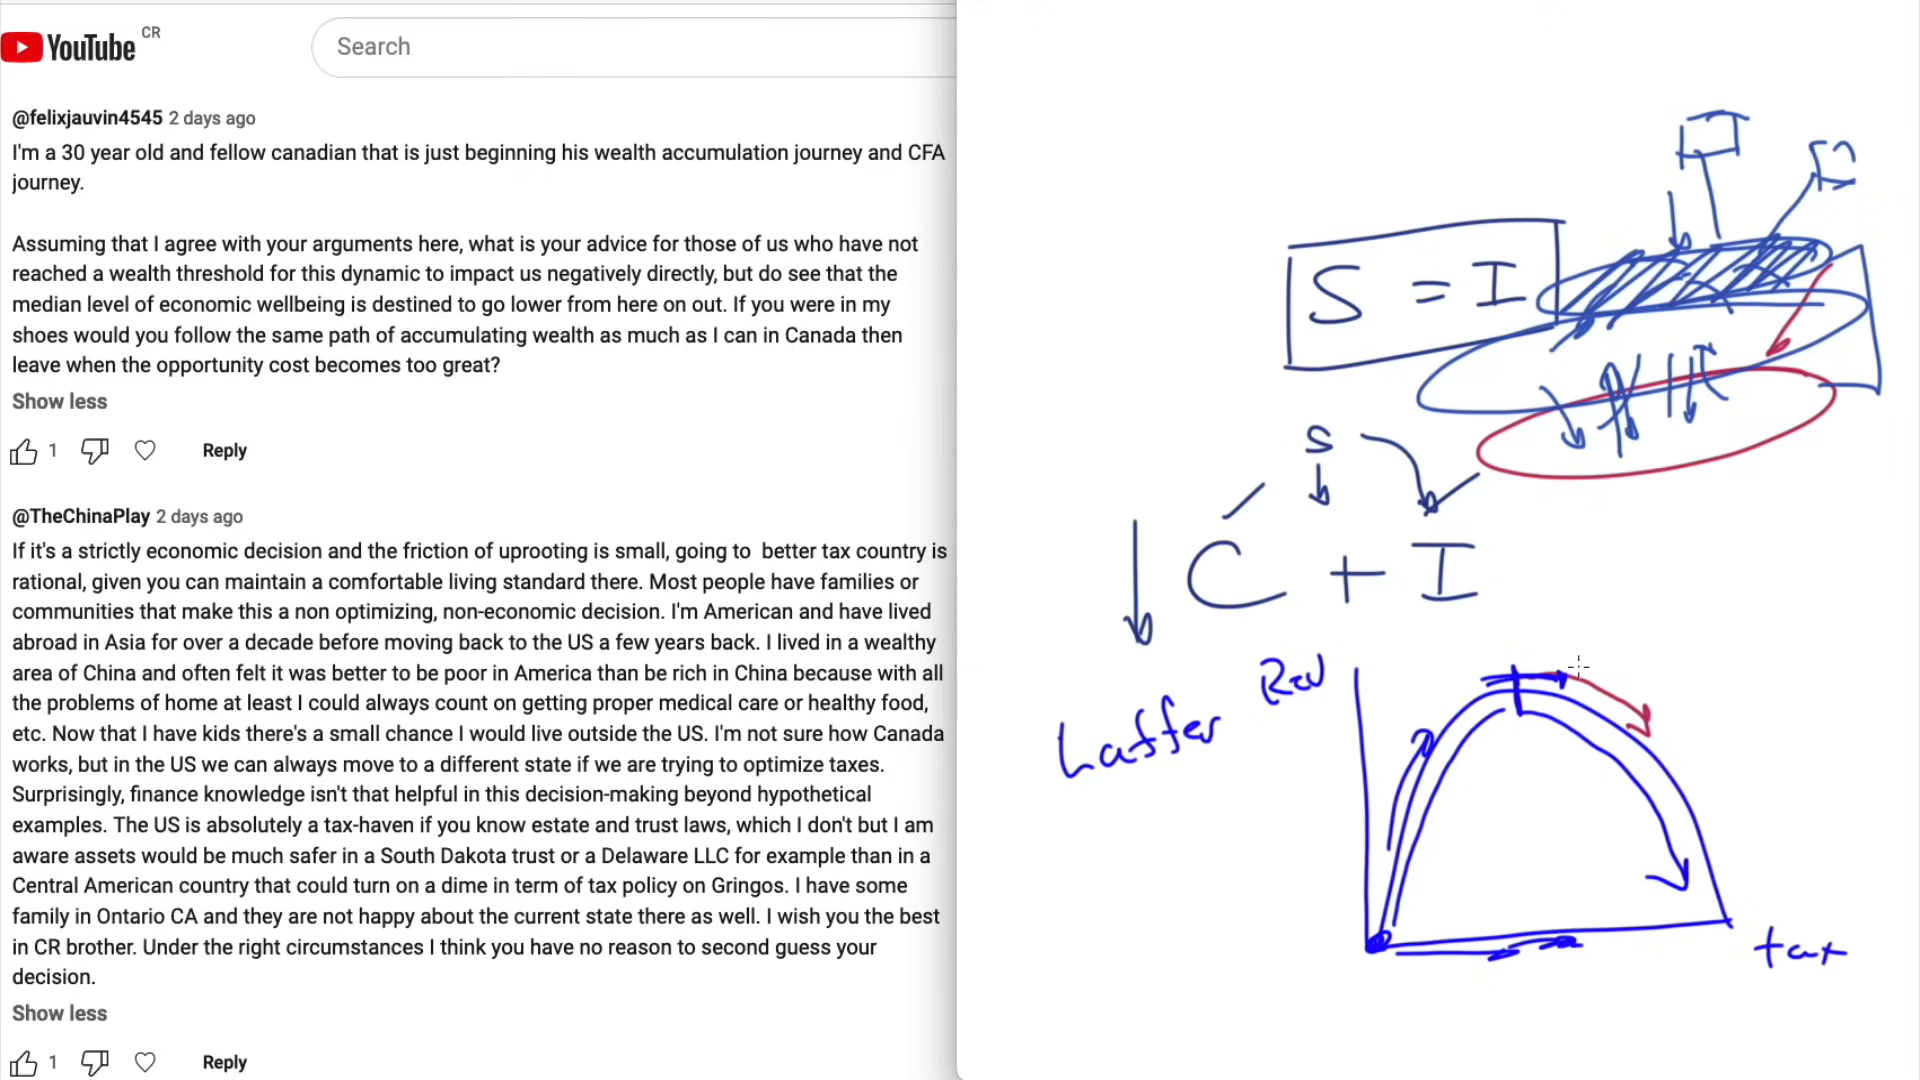 YouTube CR
Search
@felixjauvin4545 2 days ago
I'm a 30 year old and fellow canadian that is just beginning his wealth accumulation journey and CFA
journey.
Assuming that I agree with your arguments here, what is your advice for those of us who have not
reached a wealth threshold for this dynamic to impact us negatively directly, but do see that the
median level of economic wellbeing is destined to go lower from here on out. If you were in my
shoes would you follow the same path of accumulating wealth as much as I can in Canada then
leave when the opportunity cost becomes too great?
Show less
1 Reply
@TheChinaPlay 2 days ago
If it's a strictly economic decision and the friction of uprooting is small, going to  better tax country is
rational, given you can maintain a comfortable living standard there. Most people have families or
communities that make this a non optimizing, non-economic decision. I'm American and have lived
abroad in Asia for over a decade before moving back to the US a few years back. I lived in a wealthy
area of China and often felt it was better to be poor in America than be rich in China because with all
the problems of home at least I could always count on getting proper medical care or healthy food,
etc. Now that I have kids there's a small chance I would live outside the US. I'm not sure how Canada
works, but in the US we can always move to a different state if we are trying to optimize taxes.
Surprisingly, finance knowledge isn't that helpful in this decision-making beyond hypothetical
examples. The US is absolutely a tax-haven if you know estate and trust laws, which I don't but I am
aware assets would be much safer in a South Dakota trust or a Delaware LLC for example than in a
Central American country that could turn on a dime in term of tax policy on Gringos. I have some
family in Ontario CA and they are not happy about the current state there as well. I wish you the best
in CR brother. Under the right circumstances I think you have no reason to second guess your
decision.
Show less
1 Reply
S = I
S
C + I
Rev
Laffer
tax